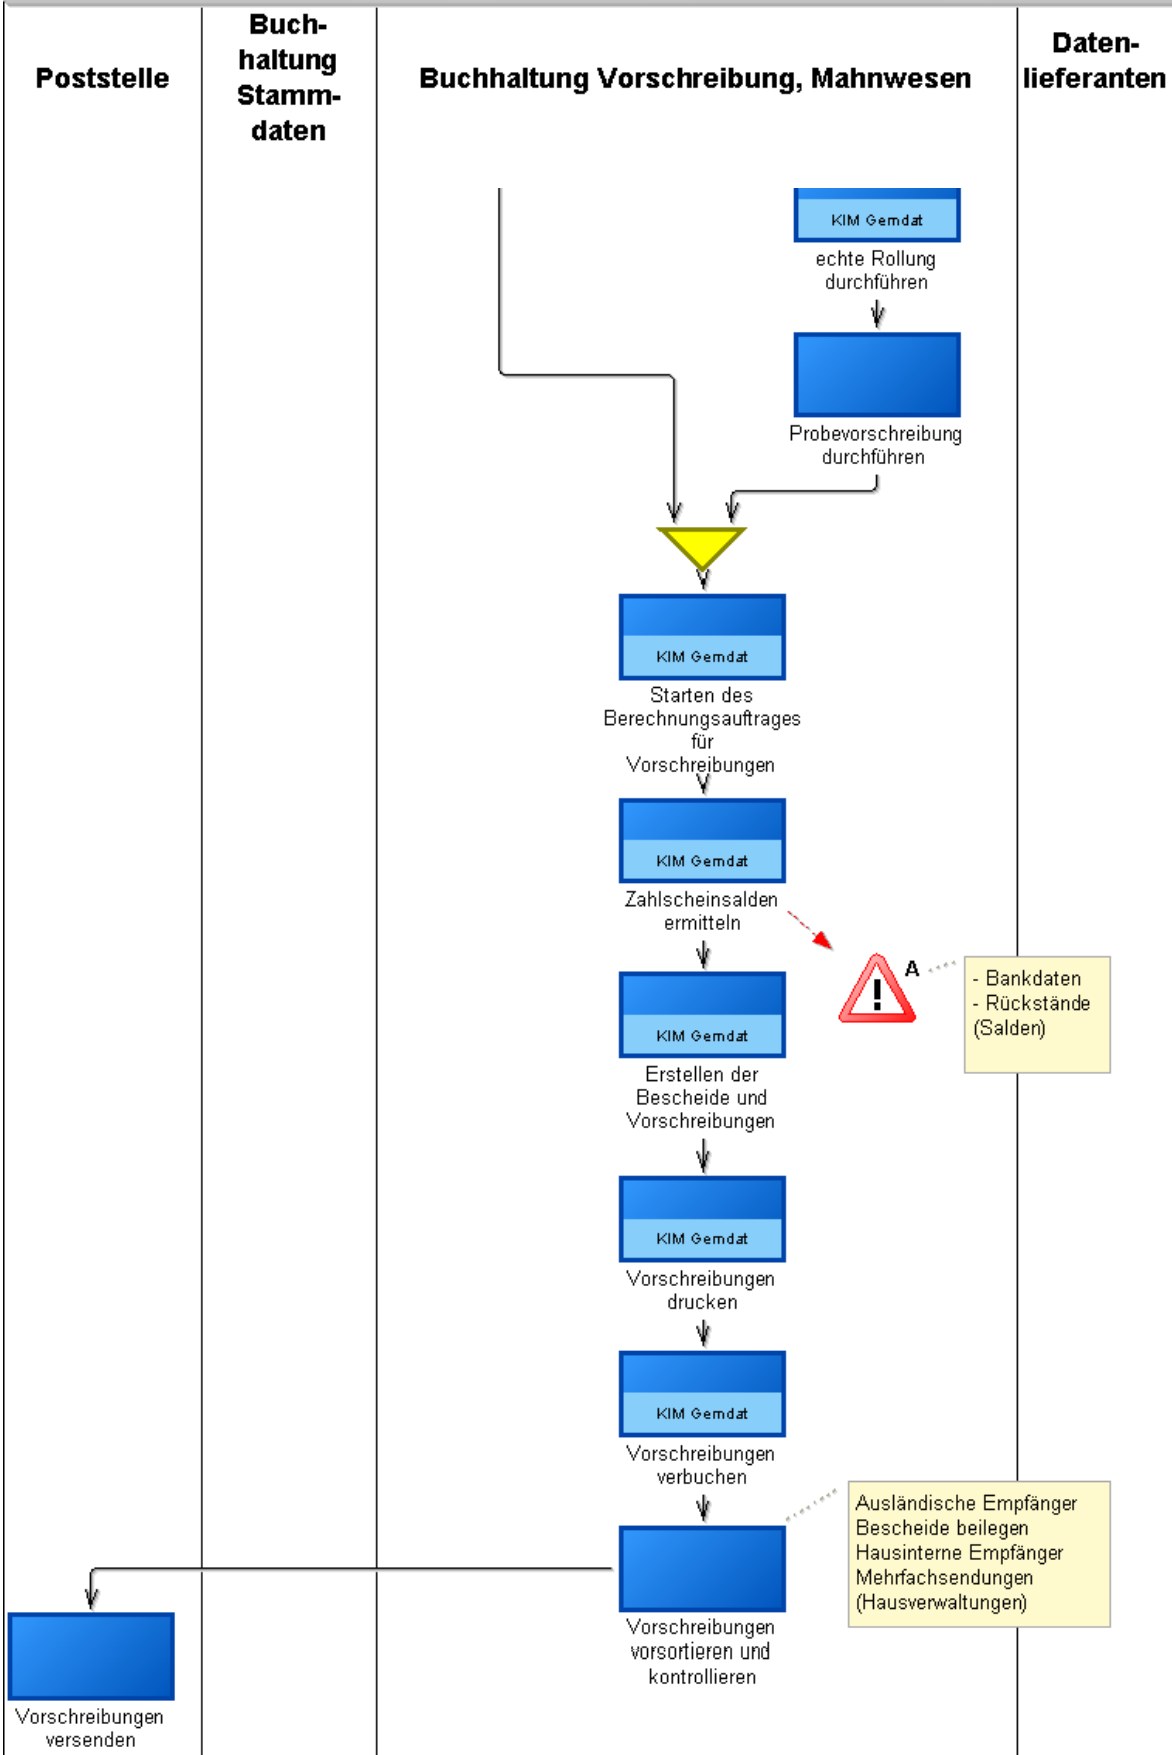 Poststelle
Buch-
haltung
Stamm-
daten
Buchhaltung Vorschreibung, Mahnwesen
Daten-
lieferanten
KIM Gemdat
echte Rollung
durchführen
Probevorschreibung
durchführen
KIM Gemdat
Starten des
Berechnungsauftrages
für
Vorschreibungen
KIM Gemdat
Zahlscheinsalden
ermitteln
A
- Bankdaten
- Rückstände
(Salden)
KIM Gemdat
Erstellen der
Bescheide und
Vorschreibungen
KIM Gemdat
Vorschreibungen
drucken
KIM Gemdat
Vorschreibungen
verbuchen
Ausländische Empfänger
Bescheide beilegen
Hausinterne Empfänger
Mehrfachsendungen
(Hausverwaltungen)
Vorschreibungen
vorsortieren und
kontrollieren
Vorschreibungen
versenden